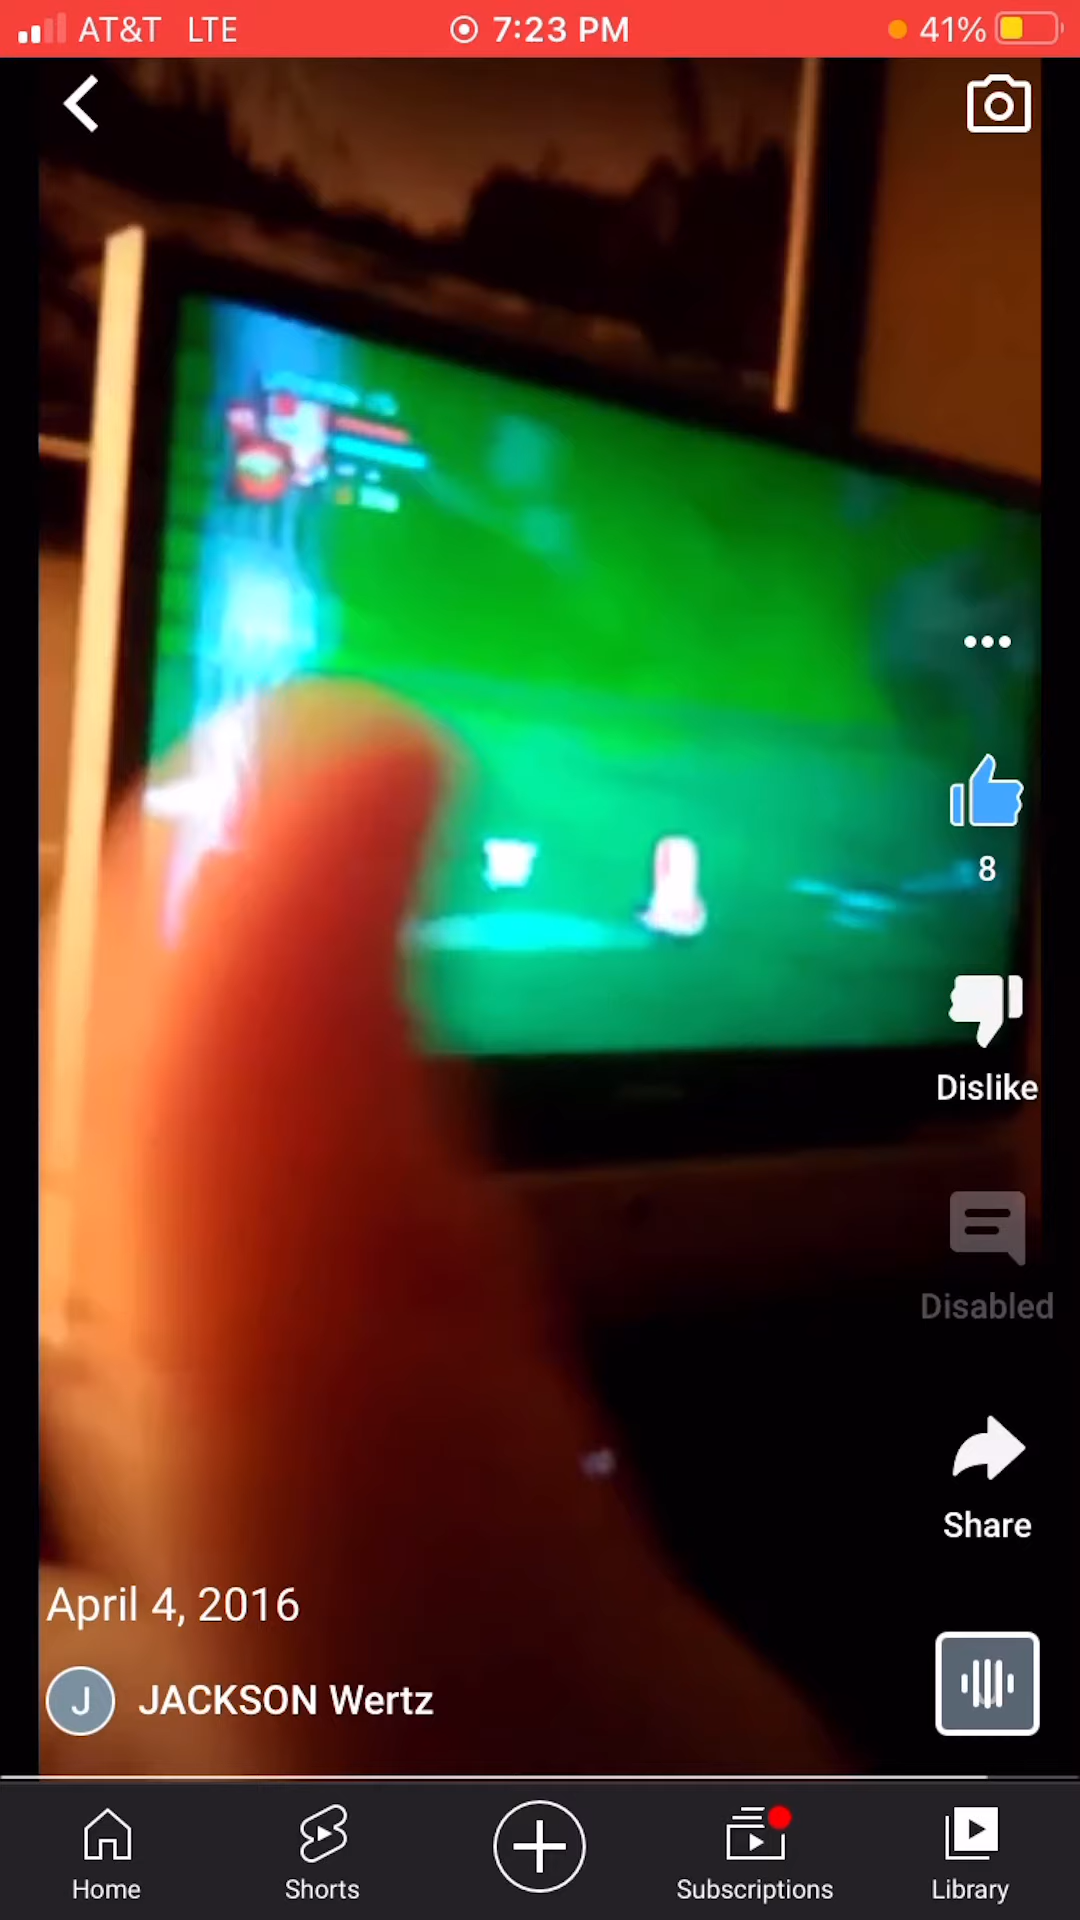 AT&T LTE 7:23 PM 41%
8
Dislike
Disabled
Share
April 4, 2016
J JACKSON Wertz
Home Shorts Subscriptions Library